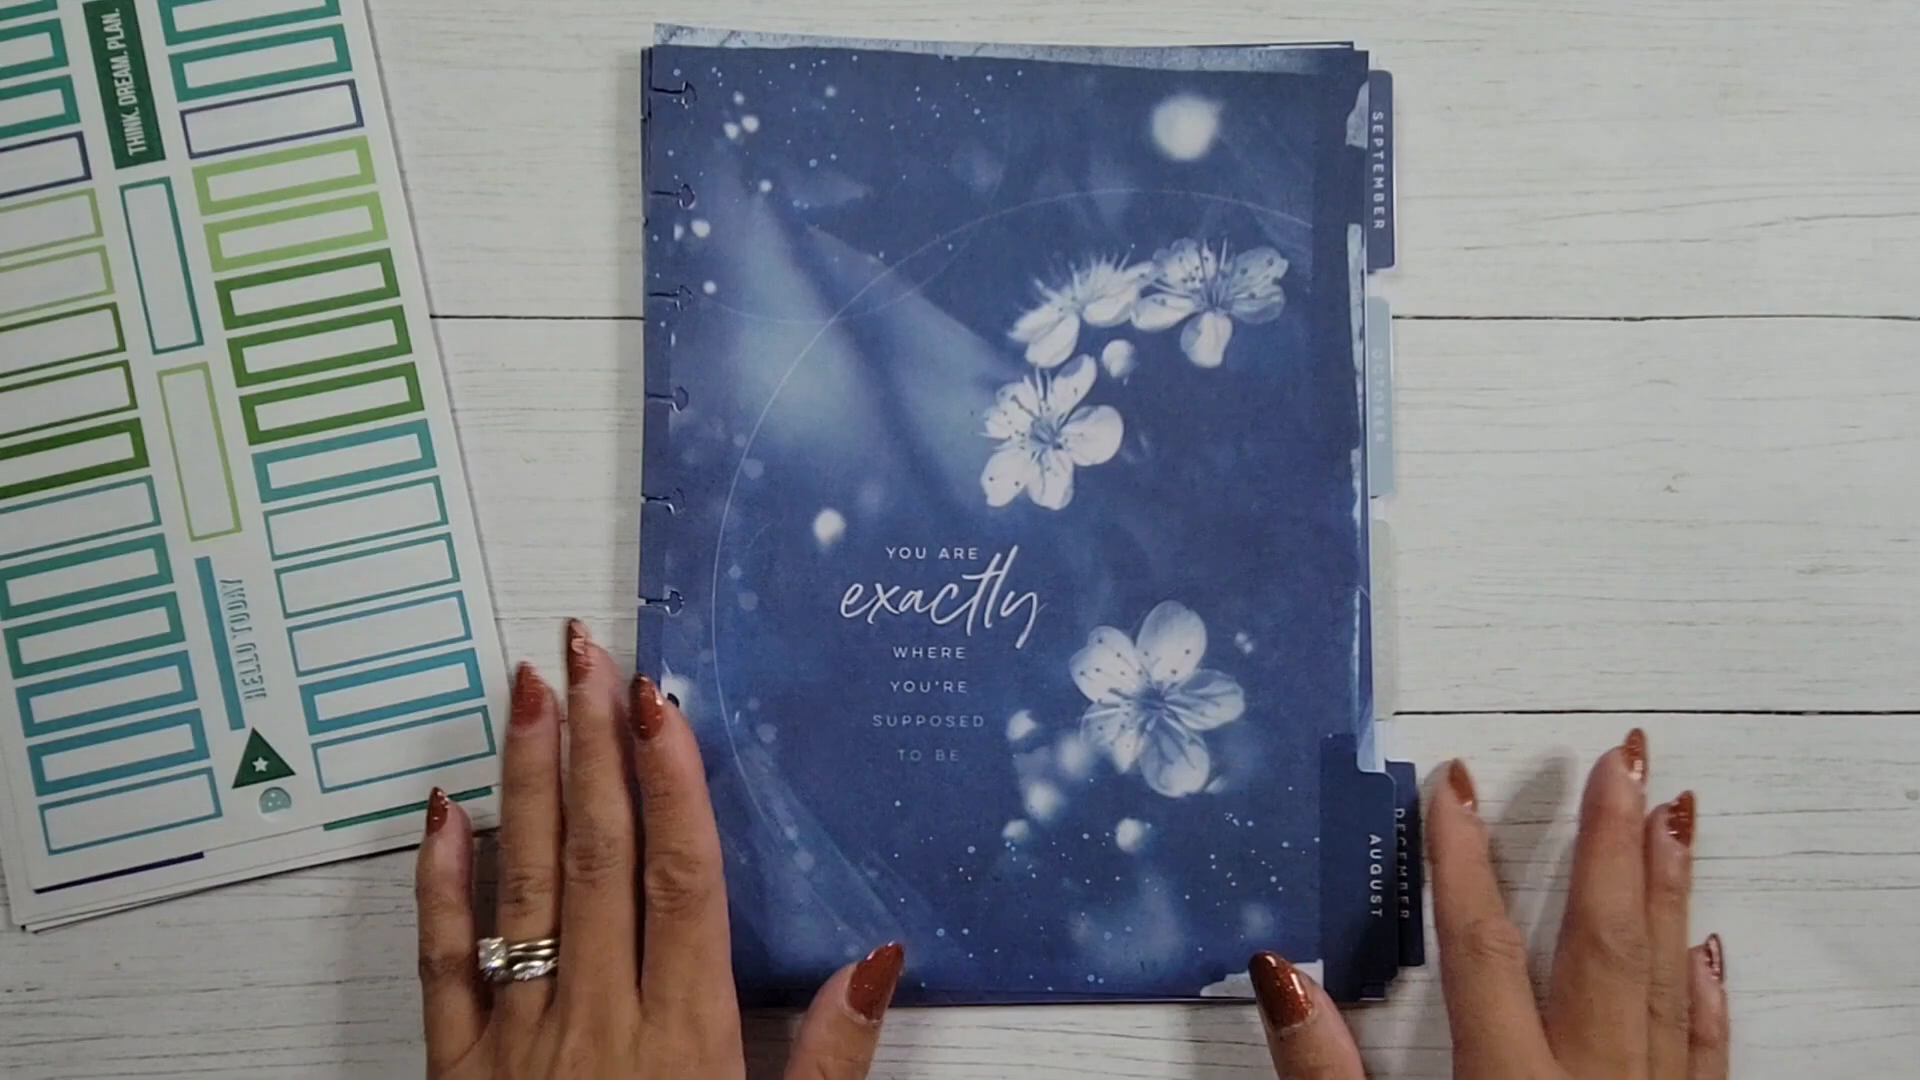 THINK. DREAM. PLAN.
HELLO TODAY
YOU ARE
exactly
WHERE
YOU'RE
SUPPOSED
TO BE
SEPTEMBER
OCTOBER
DECEMBER
AUGUST